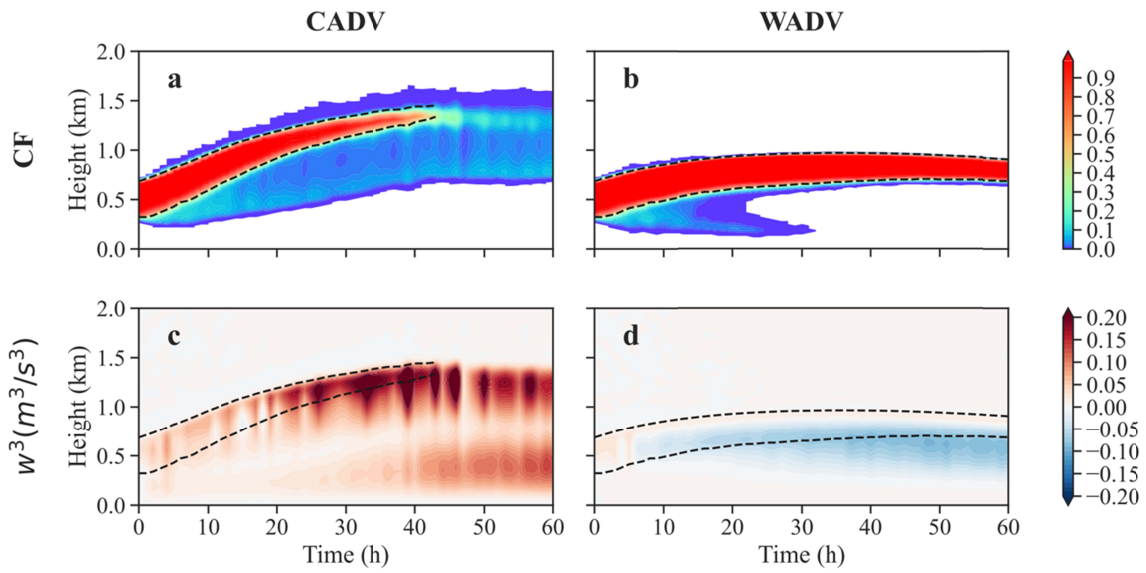 CADV
WADV
CF
Height (km)
2.0
1.5
1.0
0.5
0.0
a
b
0.9
0.8
0.7
0.6
0.5
0.4
0.3
0.2
0.1
0.0
w³(m³/s³)
Height (km)
2.0
1.5
1.0
0.5
0.0
c
d
0 10 20 30 40 50 60
Time (h)
0 10 20 30 40 50 60
Time (h)
0.20
0.15
0.10
0.05
0.00
−0.05
−0.10
−0.15
−0.20